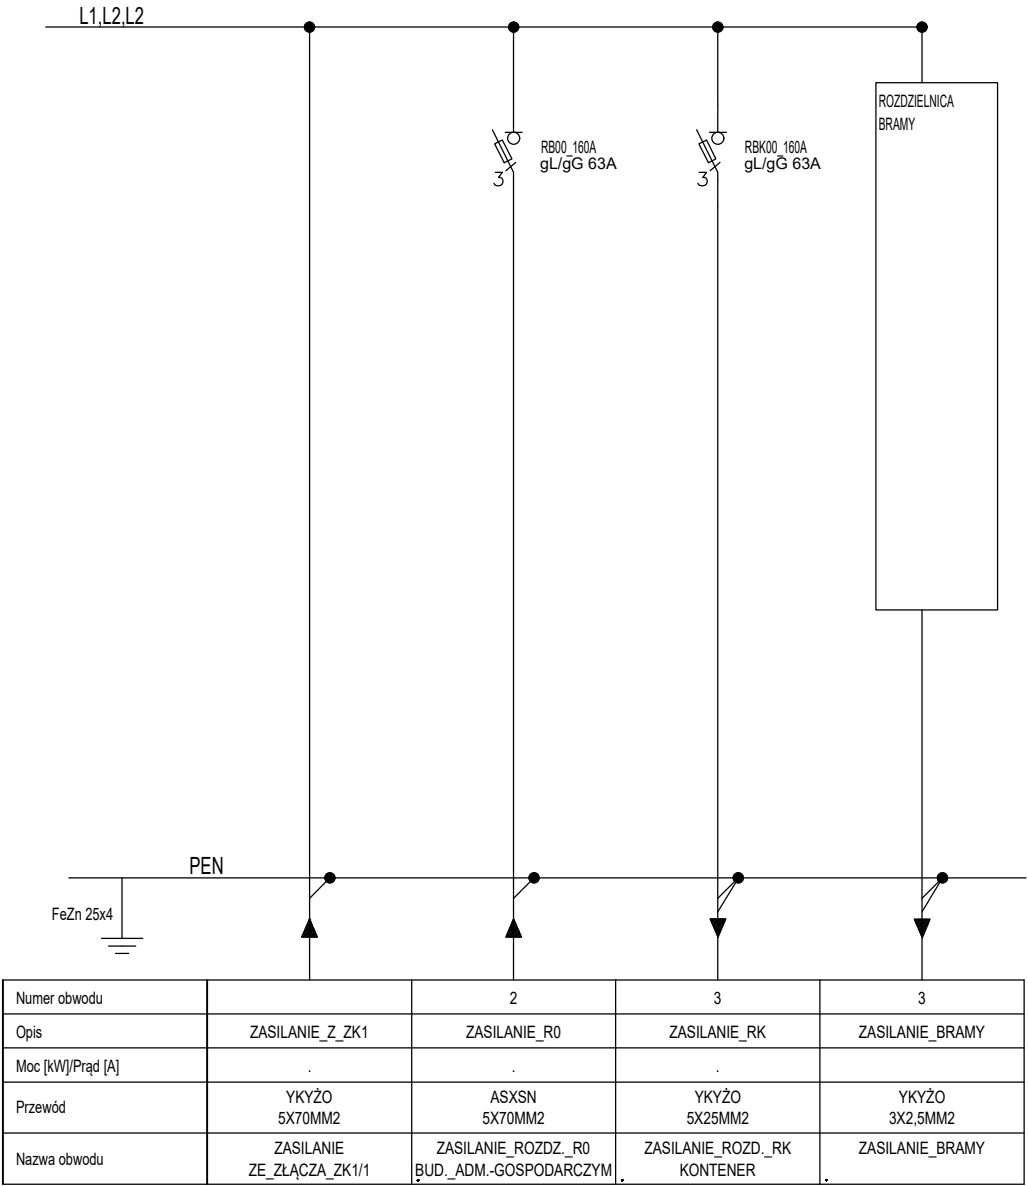 L1,L2,L2
ROZDZIELNICA
BRAMY
RB00_160A
gL/gG 63A
3
RBK00_160A
gL/gG 63A
3
PEN
FeZn 25x4
Numer obwodu 2 3 3
Opis ZASILANIE_Z_ZK1 ZASILANIE_R0 ZASILANIE_RK ZASILANIE_BRAMY
Moc [kW]/Prąd [A] . . .
Przewód
YKYŻO
5X70MM2
ASXSN
5X70MM2
YKYŻO
5X25MM2
YKYŻO
3X2,5MM2
Nazwa obwodu
ZASILANIE
ZE_ZŁĄCZA_ZK1/1
ZASILANIE_ROZDZ._R0
BUD._ADM.-GOSPODARCZYM
ZASILANIE_ROZD._RK
KONTENER
ZASILANIE_BRAMY